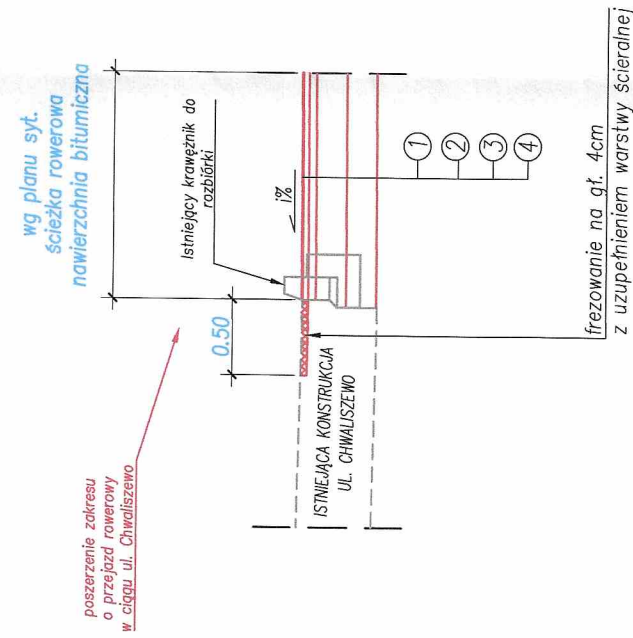 wg planu syt.
ścieżka rowerowa
nawierzchnia bitumiczna
Istniejący krawężnik do
rozbiórki
0.50
i%
poszerzenie zakresu
o przejazd rowerowy
w ciągu ul. Chwaliszewo
ISTNIEJĄCA KONSTRUKCJA
UL. CHWALISZEWO
1
2
3
4
frezowanie na gł. 4cm
z uzupełnieniem warstwy ścieralnej